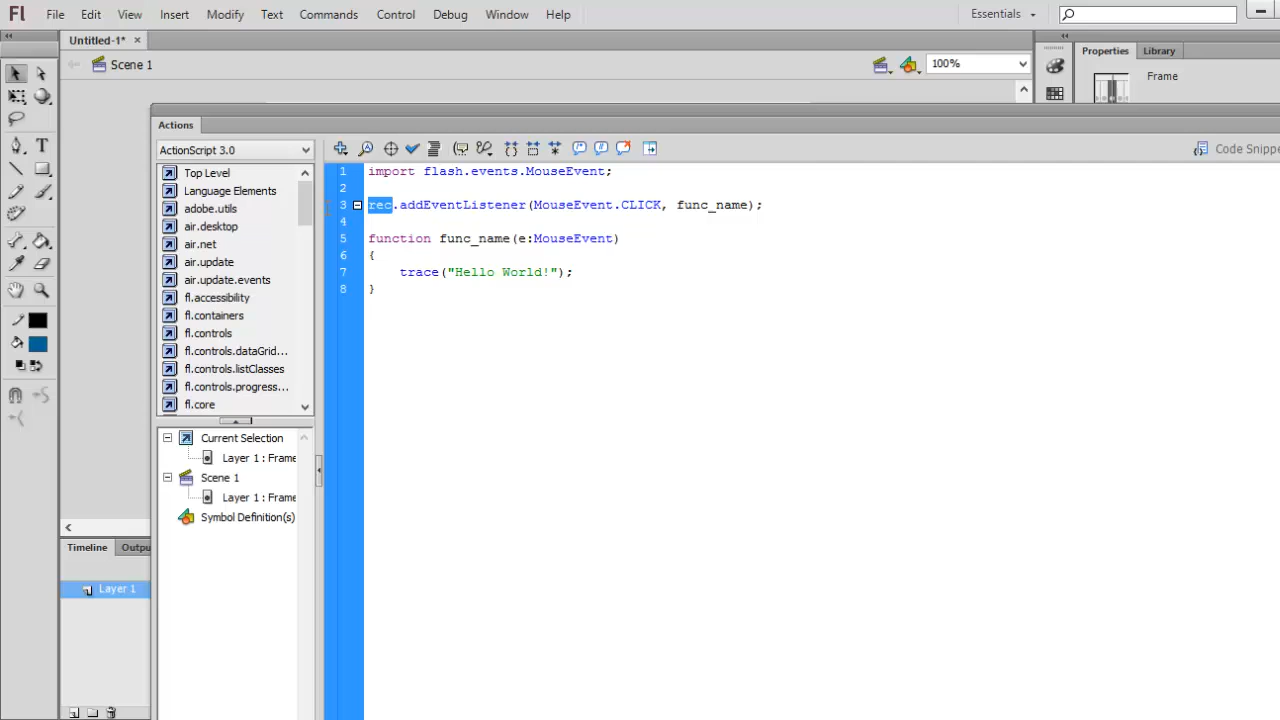 Fl File Edit View Insert Modify Text Commands Control Debug Window Help Essentials
Untitled-1* ×
Scene 1 100%
Properties Library
Frame
Actions
ActionScript 3.0
Code Snippe
Top Level
Language Elements
adobe.utils
air.desktop
air.net
air.update
air.update.events
fl.accessibility
fl.containers
fl.controls
fl.controls.dataGrid...
fl.controls.listClasses
fl.controls.progress...
fl.core
Current Selection
Layer 1 : Frame
Scene 1
Layer 1 : Frame
Symbol Definition(s)
1 import flash.events.MouseEvent;
2
3 rec.addEventListener(MouseEvent.CLICK, func_name);
4
5 function func_name(e:MouseEvent)
6 {
7 trace("Hello World!");
8 }
Timeline Outpu
Layer 1